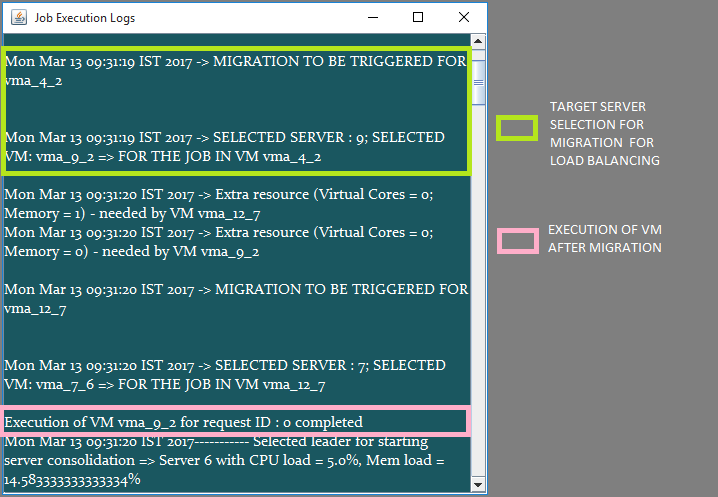 Job Execution Logs
Mon Mar 13 09:31:19 IST 2017 -> MIGRATION TO BE TRIGGERED FOR
vma_4_2
Mon Mar 13 09:31:19 IST 2017 -> SELECTED SERVER : 9; SELECTED
VM: vma_9_2 => FOR THE JOB IN VM vma_4_2
Mon Mar 13 09:31:20 IST 2017 -> Extra resource (Virtual Cores = 0;
Memory = 1) - needed by VM vma_12_7
Mon Mar 13 09:31:20 IST 2017 -> Extra resource (Virtual Cores = 0;
Memory = 0) - needed by VM vma_9_2
Mon Mar 13 09:31:20 IST 2017 -> MIGRATION TO BE TRIGGERED FOR
vma_12_7
Mon Mar 13 09:31:20 IST 2017 -> SELECTED SERVER : 7; SELECTED
VM: vma_7_6 => FOR THE JOB IN VM vma_12_7
Execution of VM vma_9_2 for request ID : 0 completed
Mon Mar 13 09:31:20 IST 2017----------- Selected leader for starting
server consolidation => Server 6 with CPU load = 5.0%, Mem load =
14.583333333333334%
TARGET SERVER
SELECTION FOR
MIGRATION FOR
LOAD BALANCING
EXECUTION OF VM
AFTER MIGRATION